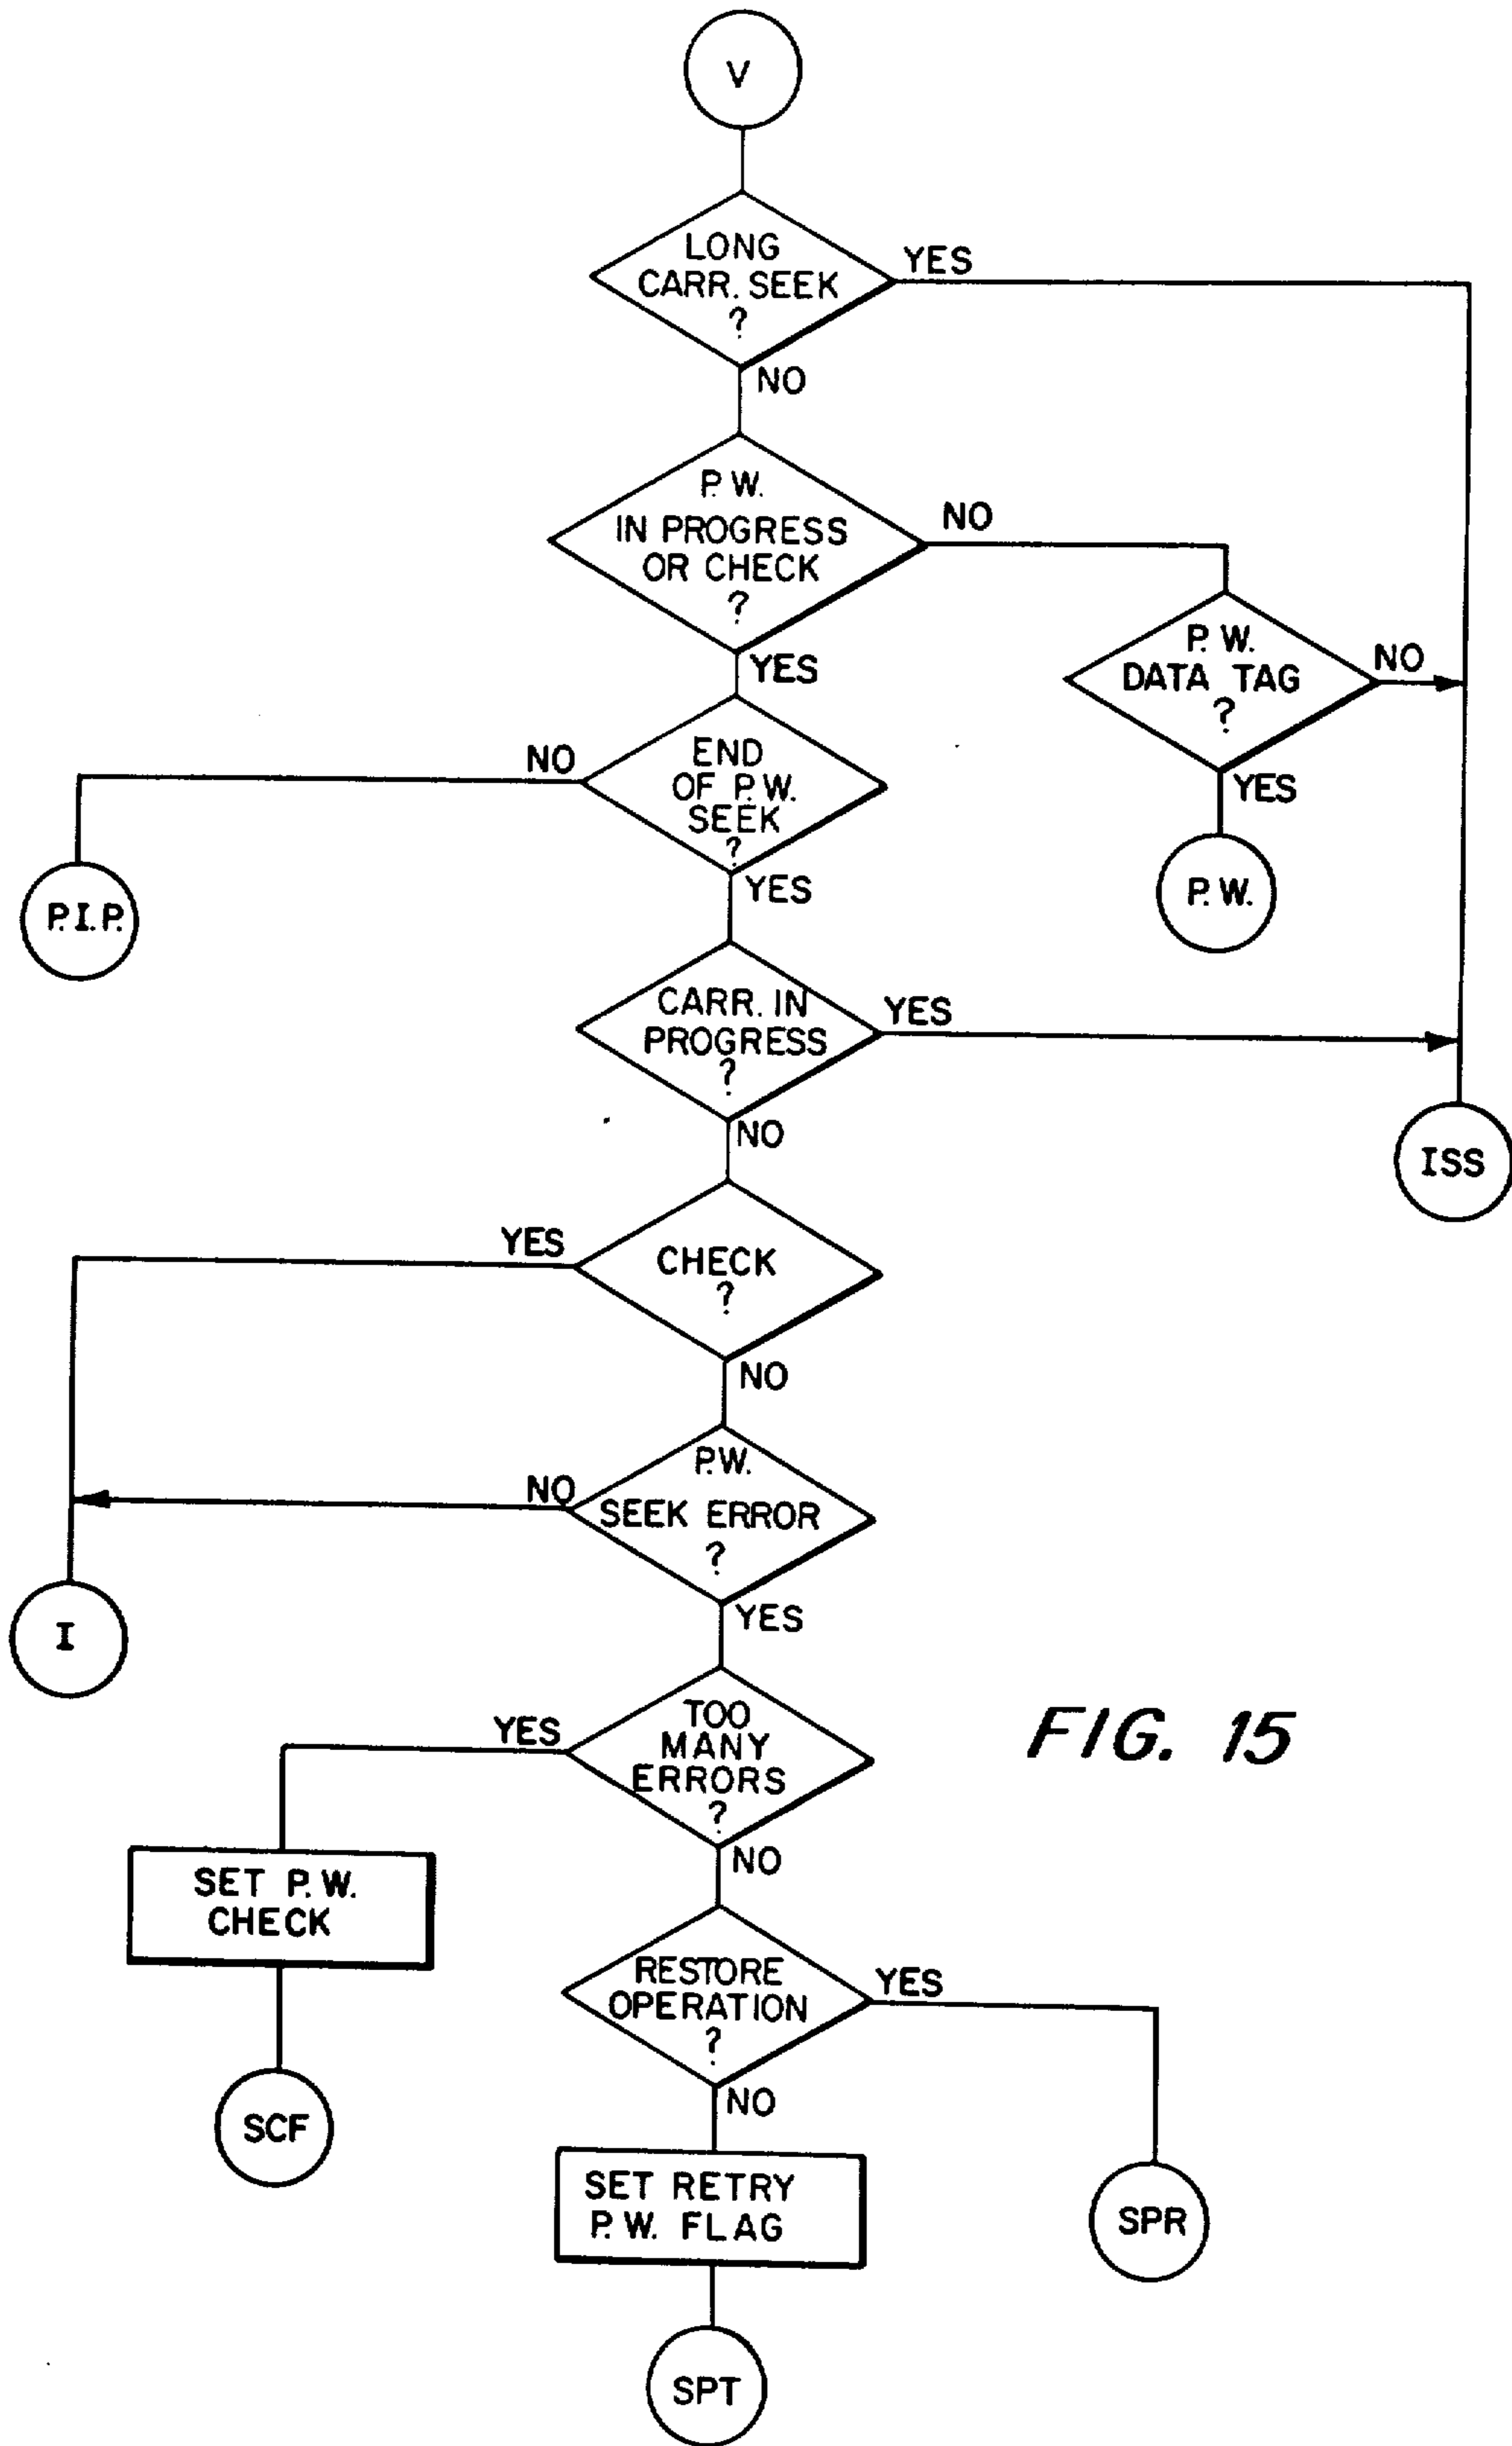 V
LONG
CARR. SEEK
?
YES
NO
P.W.
IN PROGRESS
OR CHECK
?
NO
YES
P.W.
DATA TAG
?
NO
YES
P.W.
END
OF P.W.
SEEK
?
NO
YES
P.I.P.
CARR. IN
PROGRESS
?
YES
NO
ISS
CHECK
?
YES
NO
P.W.
SEEK ERROR
?
NO
YES
I
TOO
MANY
ERRORS
?
YES
NO
FIG. 15
SET P.W.
CHECK
SCF
RESTORE
OPERATION
?
YES
NO
SET RETRY
P.W. FLAG
SPR
SPT